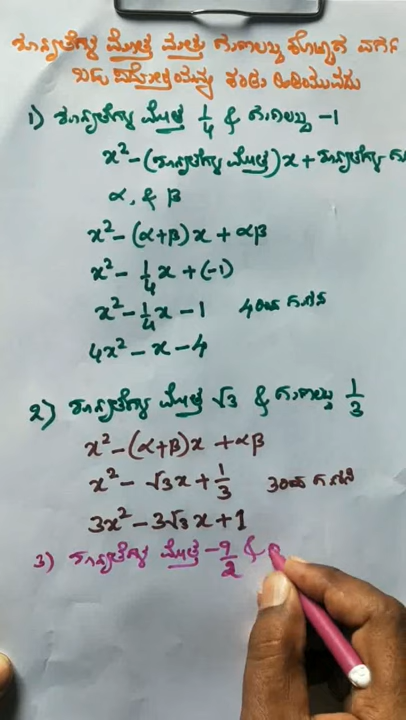 ಶೂನ್ಯತೆಗಳ ಮೊತ್ತ ಮತ್ತು ಗುಣಲಬ್ಧ ಕೊಟ್ಟಾಗ ವರ್ಗ
ಬಹು ಪದೋಕ್ತಿಯನ್ನು ಕಂಡು ಹಿಡಿಯುವುದು
1) ಶೂನ್ಯತೆಗಳ ಮೊತ್ತ 1/4 & ಗುಣಲಬ್ಧ -1
x² - (ಶೂನ್ಯತೆಗಳ ಮೊತ್ತ)x + ಶೂನ್ಯತೆಗಳ ಗು
α, & β
x² - (α+β)x + αβ
x² - 1/4 x + (-1)
x² - 1/4 x - 1 4ರಿಂದ ಗುಣಿಸಿ
4x² - x - 4
2) ಶೂನ್ಯತೆಗಳ ಮೊತ್ತ √3 & ಗುಣಲಬ್ಧ 1/3
x² - (α+β)x + αβ
x² - √3x + 1/3 3ರಿಂದ ಗುಣಿಸಿ
3x² - 3√3x + 1
3) ಶೂನ್ಯತೆಗಳ ಮೊತ್ತ -9/2 &